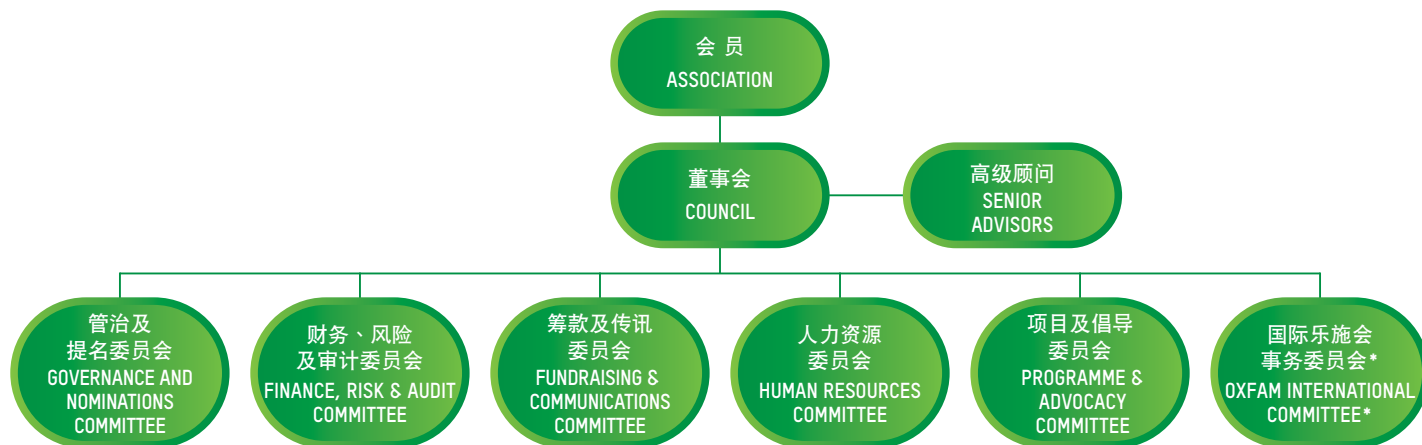 会 员
ASSOCIATION
董事会
COUNCIL
高级顾问
SENIOR
ADVISORS
管治及
提名委员会
GOVERNANCE AND
NOMINATIONS
COMMITTEE
财务、风险
及审计委员会
FINANCE, RISK & AUDIT
COMMITTEE
筹款及传讯
委员会
FUNDRAISING &
COMMUNICATIONS
COMMITTEE
人力资源
委员会
HUMAN RESOURCES
COMMITTEE
项目及倡导
委员会
PROGRAMME &
ADVOCACY
COMMITTEE
国际乐施会
事务委员会*
OXFAM INTERNATIONAL
COMMITTEE*